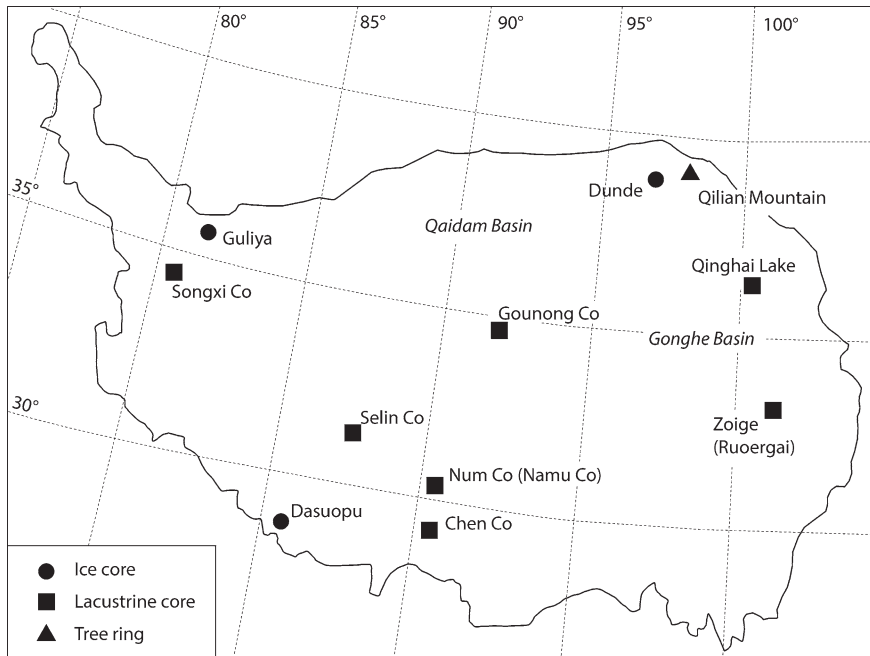 80°
85°
90°
95°
100°
35°
30°
Dunde
Qilian Mountain
Qaidam Basin
Guliya
Songxi Co
Qinghai Lake
Gounong Co
Gonghe Basin
Selin Co
Zoige
(Ruoergai)
Num Co (Namu Co)
Dasuopu
Chen Co
Ice core
Lacustrine core
Tree ring